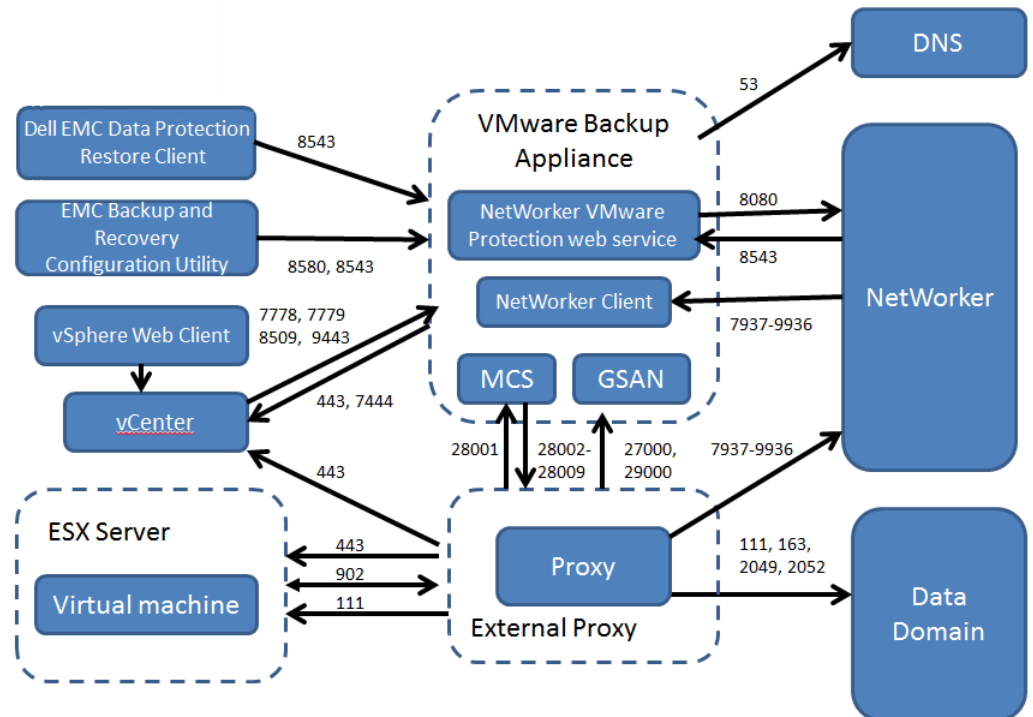 DNS
53
Dell EMC Data Protection
Restore Client
8543
VMware Backup
Appliance
EMC Backup and
Recovery
Configuration Utility
8580, 8543
NetWorker VMware
Protection web service
8080
8543
NetWorker
NetWorker Client
7937-9936
vSphere Web Client
7778, 7779
8509, 9443
MCS
GSAN
vCenter
443, 7444
28001
28002-
28009
27000,
29000
7937-9936
443
ESX Server
443
902
111
Virtual machine
Proxy
External Proxy
111, 163,
2049, 2052
Data
Domain